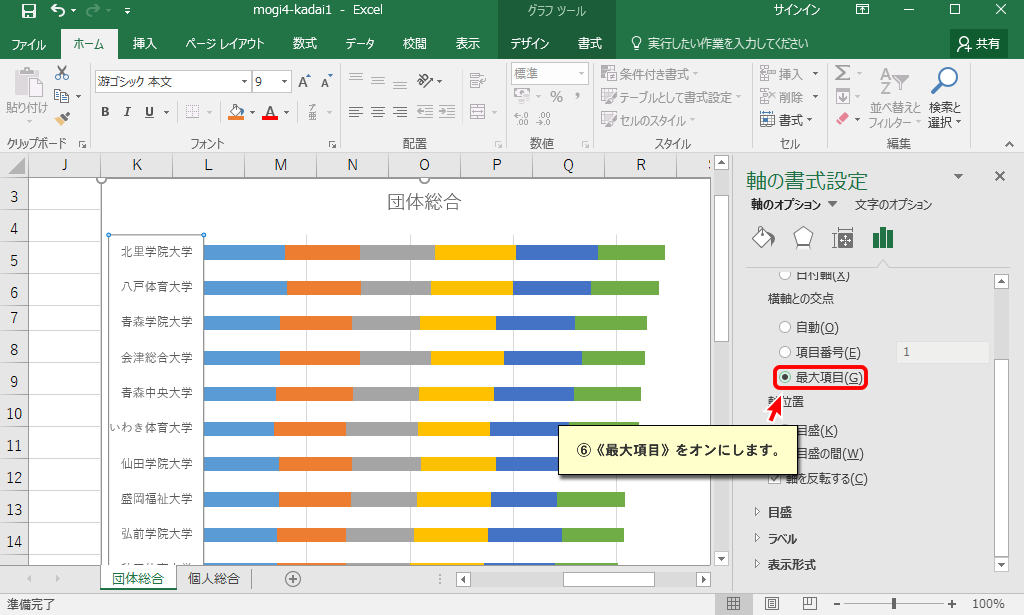 mogi4-kadai1 - Excel
グラフ ツール
サインイン
ファイル ホーム 挿入 ページ レイアウト 数式 データ 校閲 表示 デザイン 書式 実行したい作業を入力してください 共有
貼り付け
游ゴシック 本文 9
A A
B I U A
標準
% ,
条件付き書式
テーブルとして書式設定
セルのスタイル
挿入
削除
書式
並べ替えと
フィルター
検索と
選択
クリップボード フォント 配置 数値 スタイル セル 編集
J K L M N O P Q R
3
4
5
6
7
8
9
10
11
12
13
14
団体総合
北里学院大学
八戸体育大学
青森学院大学
会津総合大学
青森中央大学
いわき体育大学
仙田学院大学
盛岡福祉大学
弘前学院大学
軸の書式設定
軸のオプション 文字のオプション
日付軸(X)
横軸との交点
自動(O)
項目番号(E) 1
最大項目(G)
軸位置
目盛(K)
目盛の間(W)
軸を反転する(C)
目盛
ラベル
表示形式
⑥《最大項目》をオンにします。
団体総合 個人総合
準備完了
100%